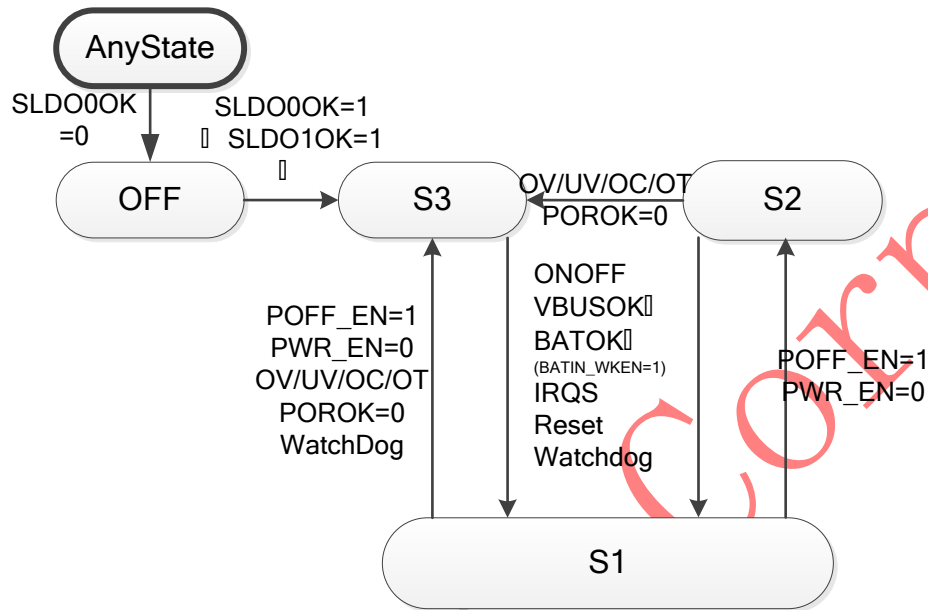 AnyState
SLDO0OK
=0
SLDO0OK=1
SLDO1OK=1
OFF
S3
OV/UV/OC/OT
POROK=0
S2
POFF_EN=1
PWR_EN=0
OV/UV/OC/OT
POROK=0
WatchDog
ONOFF
VBUSOK
BATOK
(BATIN_WKEN=1)
IRQS
Reset
Watchdog
POFF_EN=1
PWR_EN=0
S1